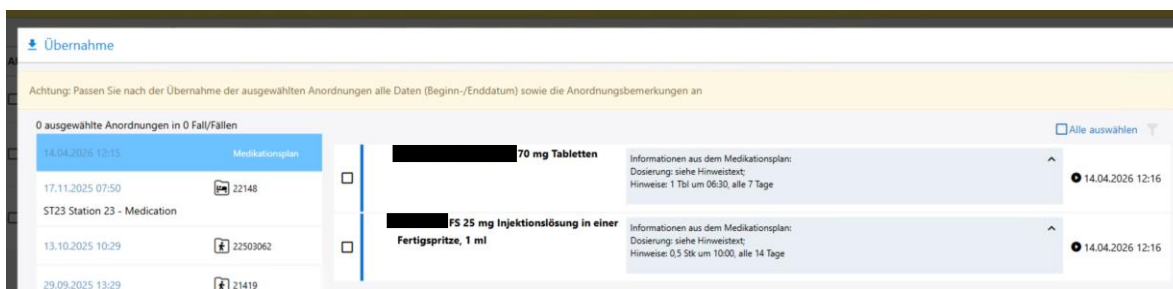 Übernahme
Achtung: Passen Sie nach der Übernahme der ausgewählten Anordnungen alle Daten (Beginn-/Enddatum) sowie die Anordnungsbemerkungen an
0 ausgewählte Anordnungen in 0 Fall/Fällen
Alle auswählen
14.04.2026 12:15 Medikationsplan
17.11.2025 07:50 22148
ST23 Station 23 - Medication
13.10.2025 10:29 22503062
29.09.2025 13:29 21419
70 mg Tabletten
Informationen aus dem Medikationsplan:
Dosierung: siehe Hinweistext;
Hinweise: 1 Tbl um 06:30, alle 7 Tage
14.04.2026 12:16
FS 25 mg Injektionslösung in einer
Fertigspritze, 1 ml
Informationen aus dem Medikationsplan:
Dosierung: siehe Hinweistext;
Hinweise: 0,5 Stk um 10:00, alle 14 Tage
14.04.2026 12:16